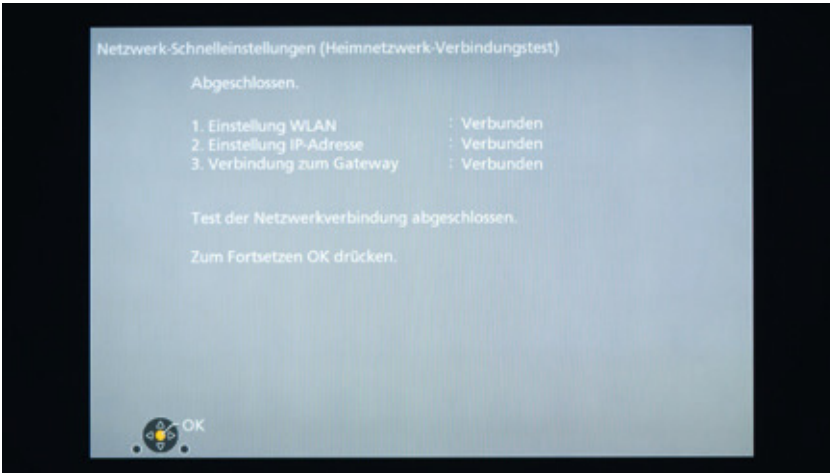 Netzwerk-Schnelleinstellungen (Heimnetzwerk-Verbindungstest)
Abgeschlossen.
1. Einstellung WLAN : Verbunden
2. Einstellung IP-Adresse : Verbunden
3. Verbindung zum Gateway : Verbunden
Test der Netzwerkverbindung abgeschlossen.
Zum Fortsetzen OK drücken.
OK